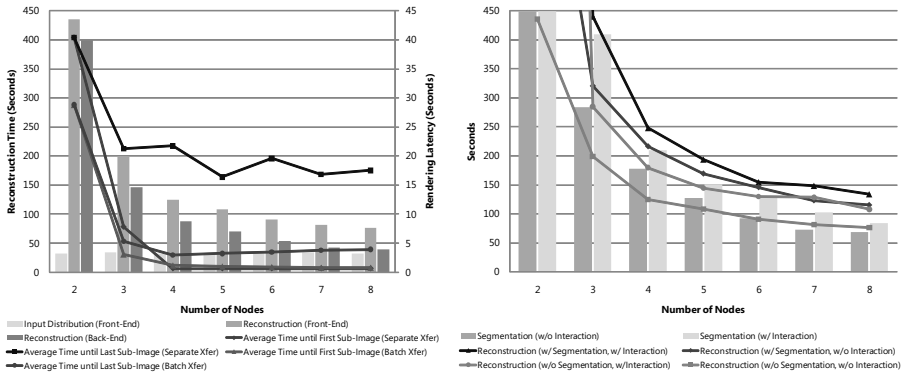 450 400 350 300 250 200 150 100 50 0
Reconstruction Time (Seconds)
45 40 35 30 25 20 15 10 5 0
Rendering Latency (Seconds)
2 3 4 5 6 7 8
Number of Nodes
Input Distribution (Front-End)
Reconstruction (Front-End)
Reconstruction (Back-End)
Average Time until First Sub-Image (Separate Xfer)
Average Time until Last Sub-Image (Separate Xfer)
Average Time until First Sub-Image (Batch Xfer)
Average Time until Last Sub-Image (Batch Xfer)
450 400 350 300 250 200 150 100 50 0
Seconds
2 3 4 5 6 7 8
Number of Nodes
Segmentation (w/o Interaction)
Segmentation (w/ Interaction)
Reconstruction (w/ Segmentation, w/ Interaction)
Reconstruction (w/ Segmentation, w/o Interaction)
Reconstruction (w/o Segmentation, w/Interaction)
Reconstruction (w/o Segmentation, w/o Interaction)